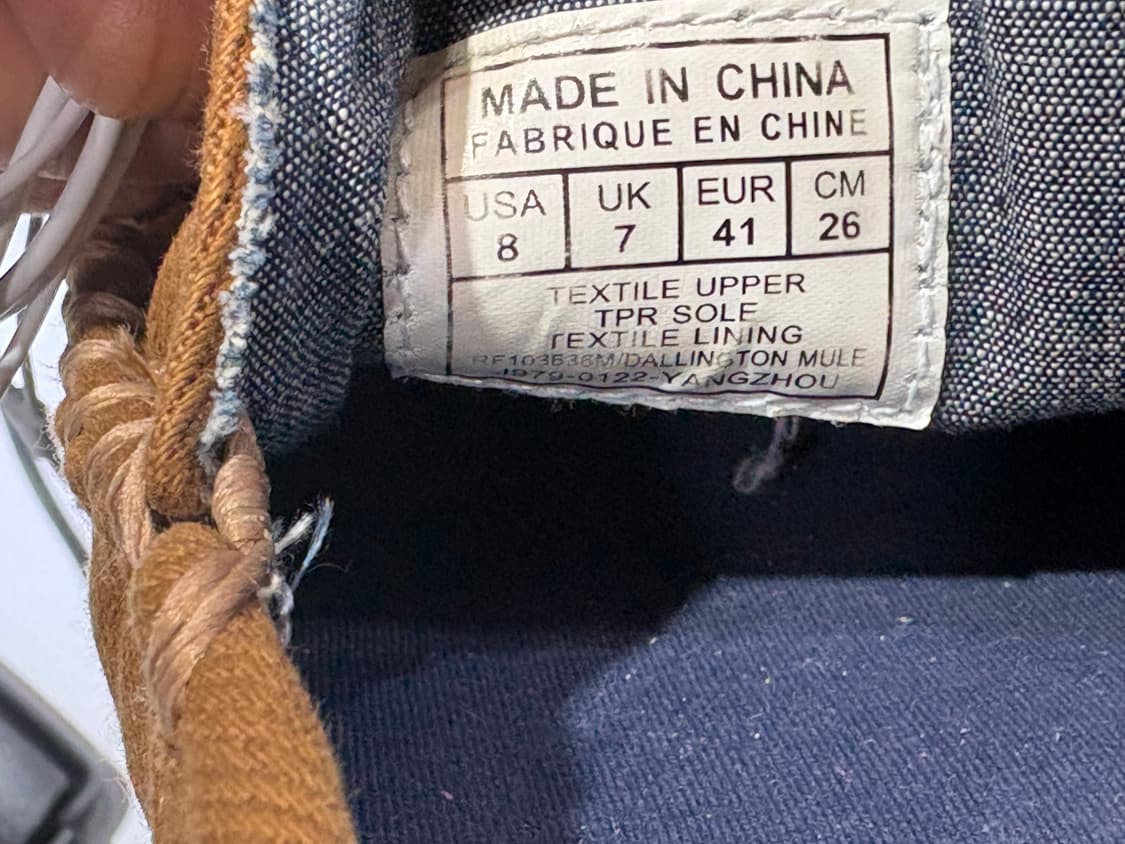 MADE IN CHINA
FABRIQUE EN CHINE
USA UK EUR CM
8 7 41 26
TEXTILE UPPER
TPR SOLE
TEXTILE LINING
RF103636M/DALLINGTON MULE
JP79-0122-YANGZHOU